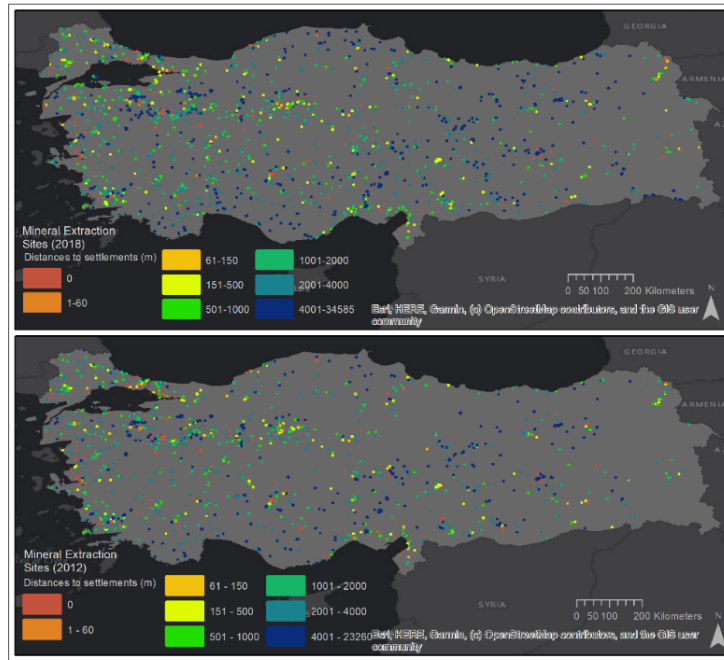 GEORGIA
ARMENIA
Mineral Extraction
Sites (2018)
Distances to settlements (m)
0
1-60
61-150
151-500
501-1000
1001-2000
2001-4000
4001-34585
SYRIA
0 50 100 200 Kilometers
N
Esri, HERE, Garmin, (c) OpenStreetMap contributors, and the GIS user
community
GEORGIA
ARMENIA
Mineral Extraction
Sites (2012)
Distances to settlements (m)
0
1 - 60
61 - 150
151 - 500
501 - 1000
1001 - 2000
2001 - 4000
4001 - 23260
SYRIA
0 50 100 200 Kilometers
N
Esri, HERE, Garmin, (c) OpenStreetMap contributors, and the GIS user
community